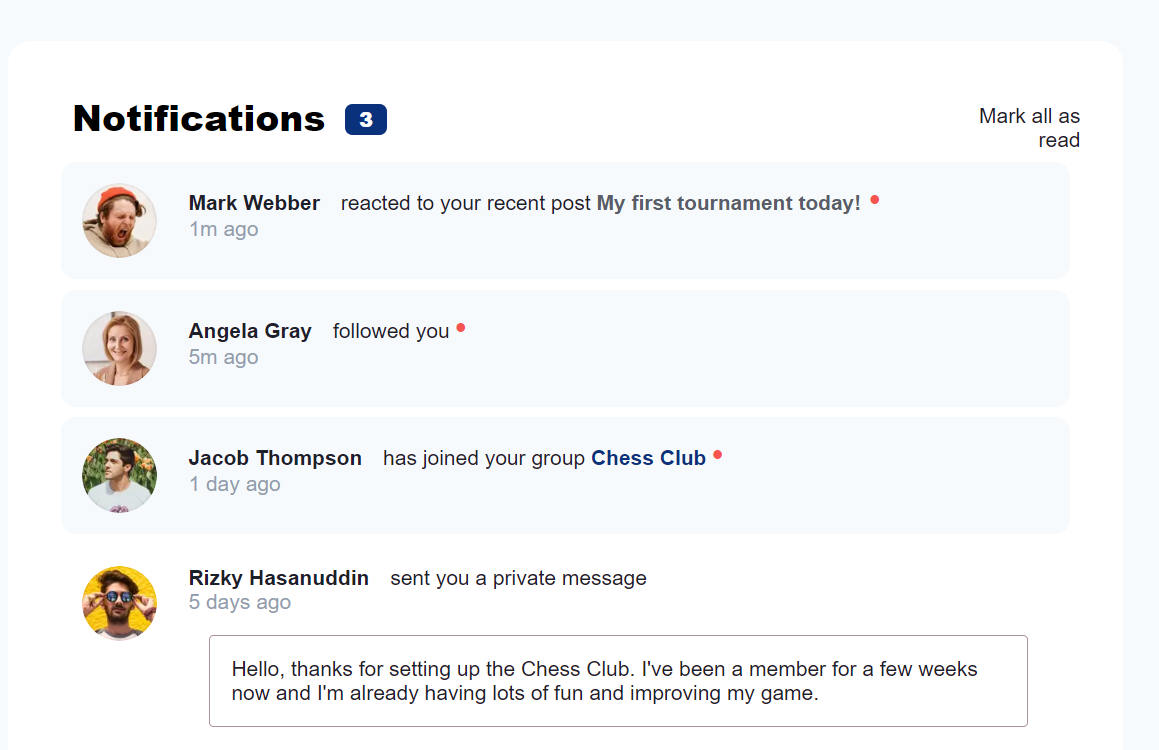 Notifications 3
Mark all as
read
Mark Webber reacted to your recent post My first tournament today!
1m ago
Angela Gray followed you
5m ago
Jacob Thompson has joined your group Chess Club
1 day ago
Rizky Hasanuddin sent you a private message
5 days ago
Hello, thanks for setting up the Chess Club. I've been a member for a few weeks
now and I'm already having lots of fun and improving my game.